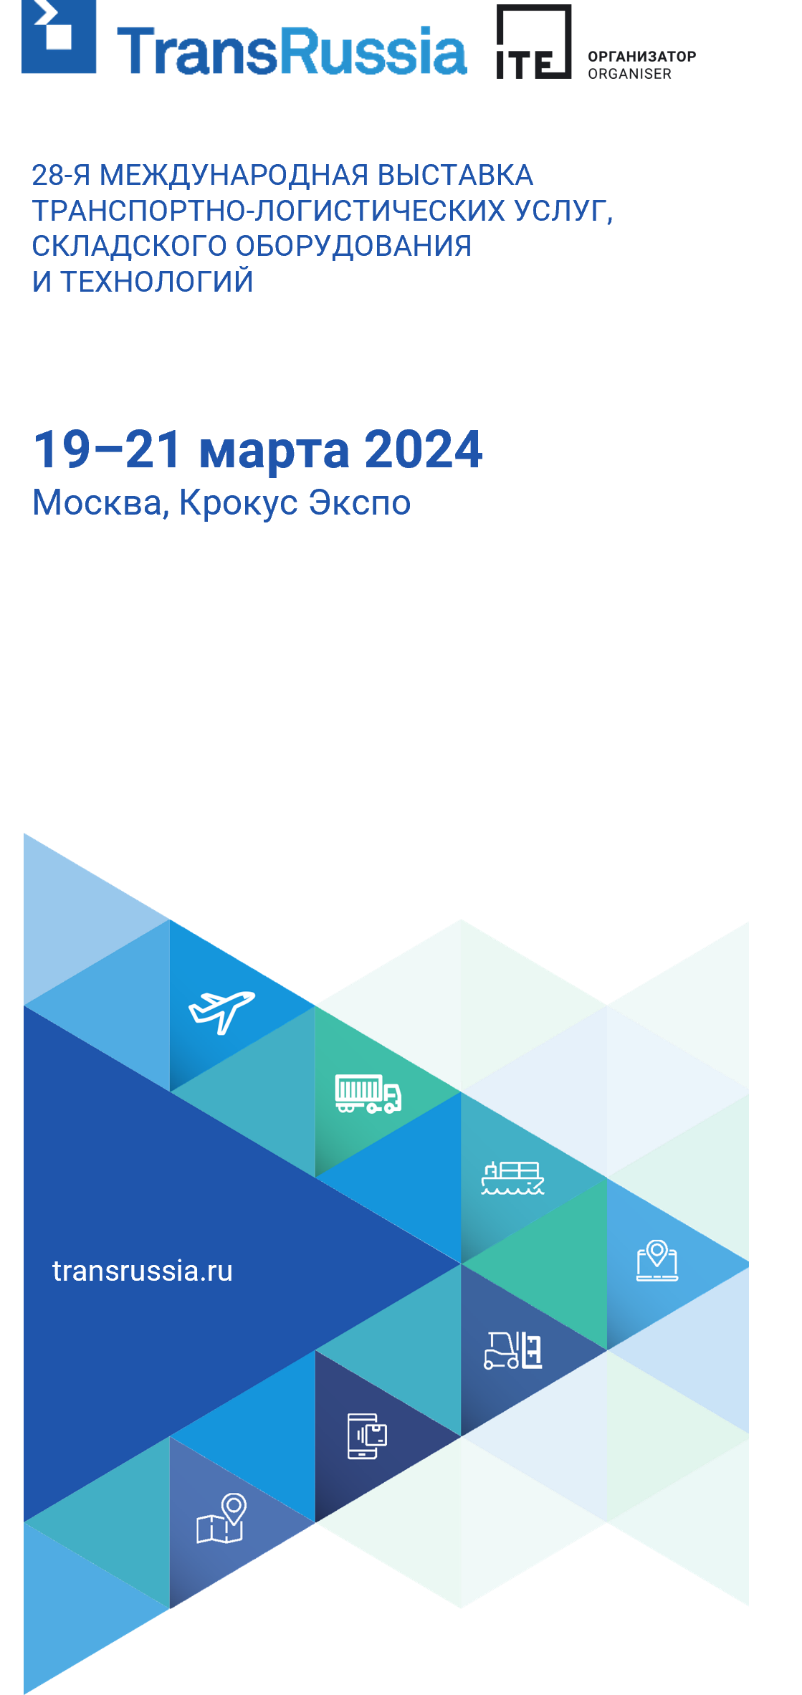 TransRussia
ITE
ОРГАНИЗАТОР
ORGANISER
28-Я МЕЖДУНАРОДНАЯ ВЫСТАВКА
ТРАНСПОРТНО-ЛОГИСТИЧЕСКИХ УСЛУГ,
СКЛАДСКОГО ОБОРУДОВАНИЯ
И ТЕХНОЛОГИЙ
19–21 марта 2024
Москва, Крокус Экспо
transrussia.ru